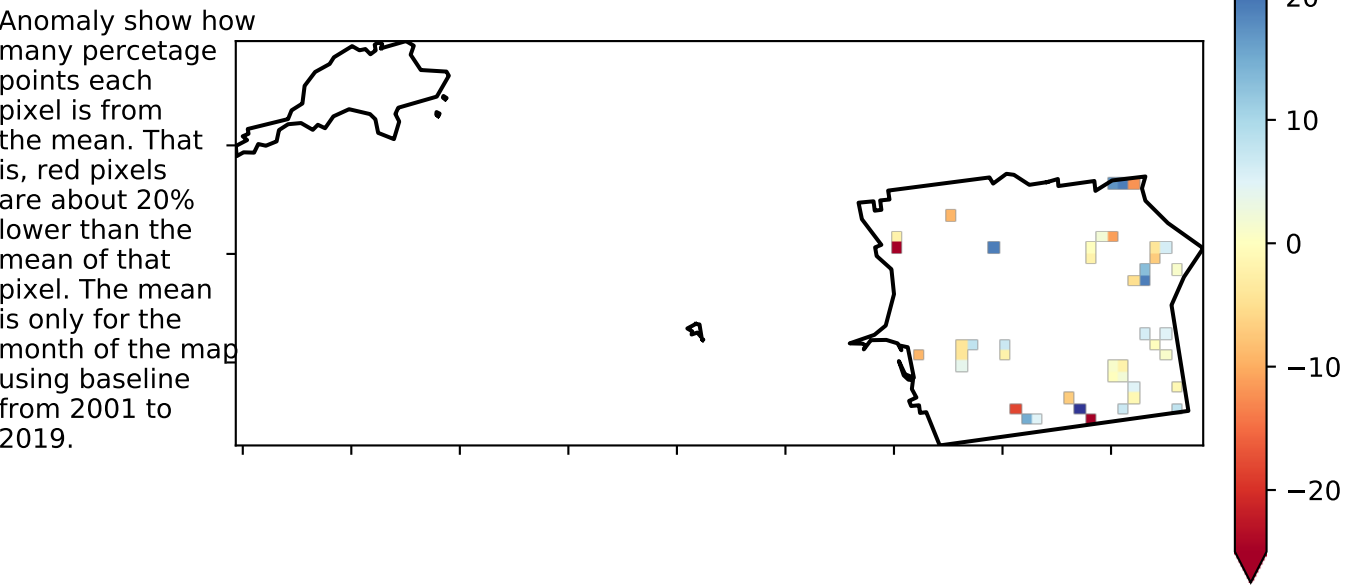 Anomaly show how
many percetage
points each
pixel is from
the mean. That
is, red pixels
are about 20%
lower than the
mean of that
pixel. The mean
is only for the
month of the map
using baseline
from 2001 to
2019.
20
10
0
−10
−20